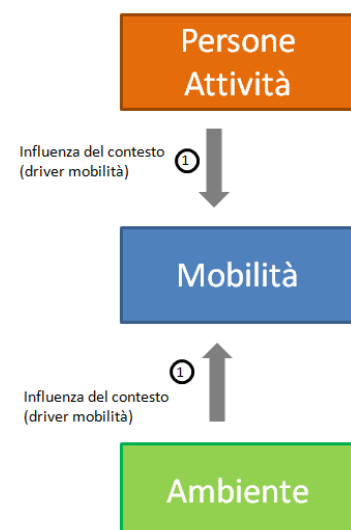 Persone
Attività
Influenza del contesto
(driver mobilità)
1
Mobilità
1
Influenza del contesto
(driver mobilità)
Ambiente